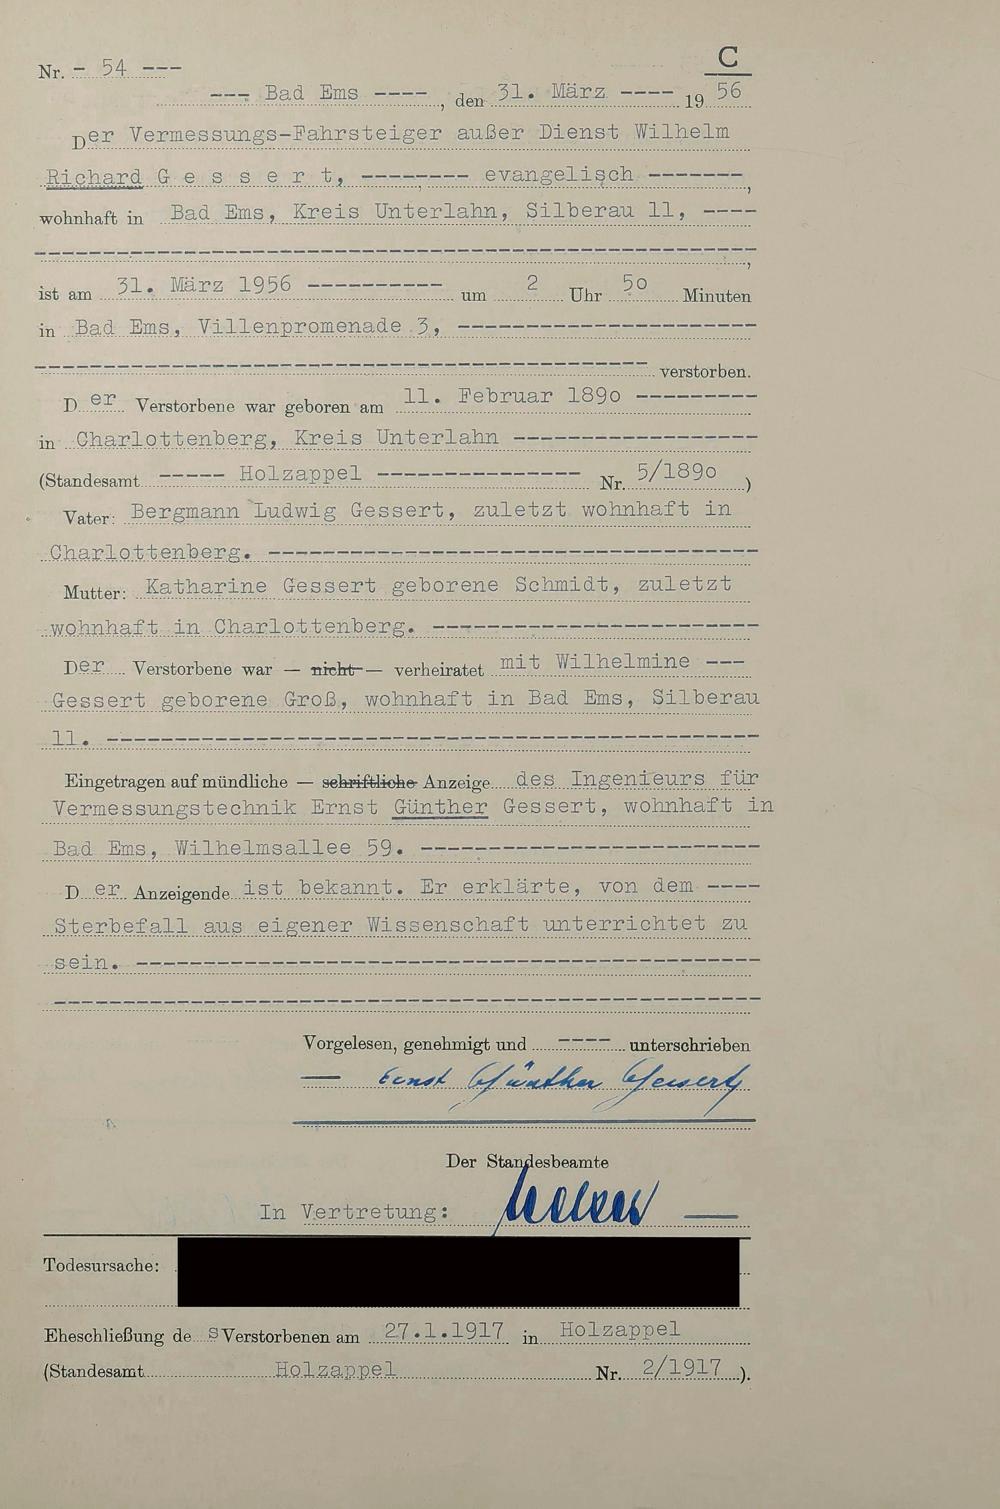 C
Nr. - 54 ---
--- Bad Ems ----, den 31. März ---- 19 56
Der Vermessungs-Fahrsteiger außer Dienst Wilhelm
Richard G e s s e r t, -------- evangelisch -------,
wohnhaft in Bad Ems, Kreis Unterlahn, Silberau 11, ----
-----------------------------------------------------,
ist am 31. März 1956 ---------- um 2 Uhr 5o Minuten
in Bad Ems, Villenpromenade 3, ----------------------
--------------------------------------------- verstorben.
D er Verstorbene war geboren am 11. Februar 189o ---------
in Charlottenberg, Kreis Unterlahn ------------------
(Standesamt ----- Holzappel --------------- Nr. 5/189o )
Vater: Bergmann Ludwig Gessert, zuletzt wohnhaft in
Charlottenberg. ------------------------------------
Mutter: Katharine Gessert geborene Schmidt, zuletzt
wohnhaft in Charlottenberg. ------------------------
Der Verstorbene war — nicht — verheiratet mit Wilhelmine ---
Gessert geborene Groß, wohnhaft in Bad Ems, Silberau
11. ------------------------------------------------
Eingetragen auf mündliche — schriftliche Anzeige des Ingenieurs für
Vermessungstechnik Ernst Günther Gessert, wohnhaft in
Bad Ems, Wilhelmsallee 59. -------------------------
D er Anzeigende ist bekannt. Er erklärte, von dem ----
Sterbefall aus eigener Wissenschaft unterrichtet zu
sein. ----------------------------------------------
----------------------------------------------------
Vorgelesen, genehmigt und ---- unterschrieben
— Ernst Günther Gessert
Der Standesbeamte
In Vertretung: —
Todesursache:
Eheschließung de s Verstorbenen am 27.1.1917 in Holzappel
(Standesamt Holzappel Nr. 2/1917 ).